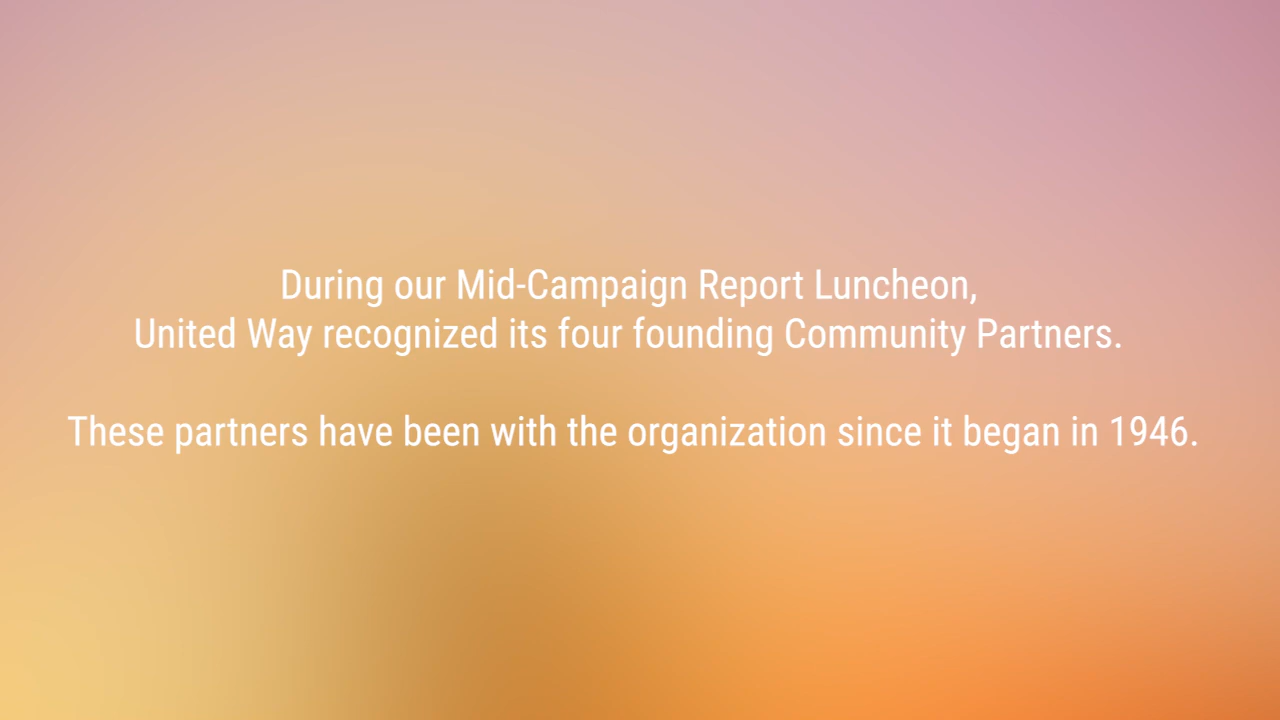 During our Mid-Campaign Report Luncheon,
United Way recognized its four founding Community Partners.
These partners have been with the organization since it began in 1946.